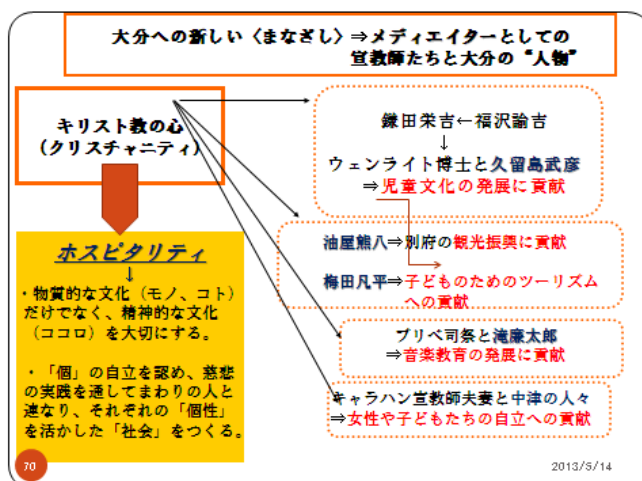 大分への新しい〈まなざし〉⇒メディエイターとしての
宣教師たちと大分の“人物”
キリスト教の心
(クリスチャニティ)
ホスピタリティ
↓
・物質的な文化(モノ、コト)
だけでなく、精神的な文化
(ココロ)を大切にする。
・「個」の自立を認め、慈悲
の実践を通してまわりの人と
連なり、それぞれの「個性」
を活かした「社会」をつくる。
鎌田栄吉←福沢諭吉
↓
ウェンライト博士と久留島武彦
⇒児童文化の発展に貢献
油屋熊八⇒別府の観光振興に貢献
梅田凡平⇒子どものためのツーリズム
への貢献
プリベ司祭と滝廉太郎
⇒音楽教育の発展に貢献
キャラハン宣教師夫妻と中津の人々
⇒女性や子どもたちの自立への貢献
70
2013/5/14